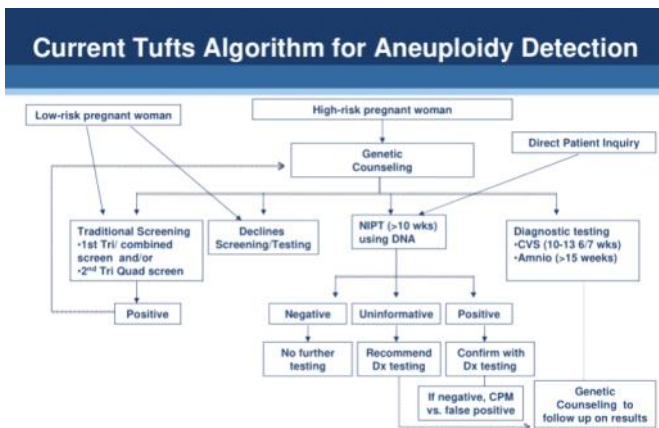 Current Tufts Algorithm for Aneuploidy Detection
High-risk pregnant woman
Low-risk pregnant woman
Direct Patient Inquiry
Genetic
Counseling
Traditional Screening
•1st Tri/ combined
screen and/or
•2nd Tri Quad screen
Declines
Screening/Testing
NIPT (>10 wks)
using DNA
Diagnostic testing
•CVS (10-13 6/7 wks)
•Amnio (>15 weeks)
Positive
Negative
Uninformative
Positive
No further
testing
Recommend
Dx testing
Confirm with
Dx testing
If negative, CPM
vs. false positive
Genetic
Counseling to
follow up on results